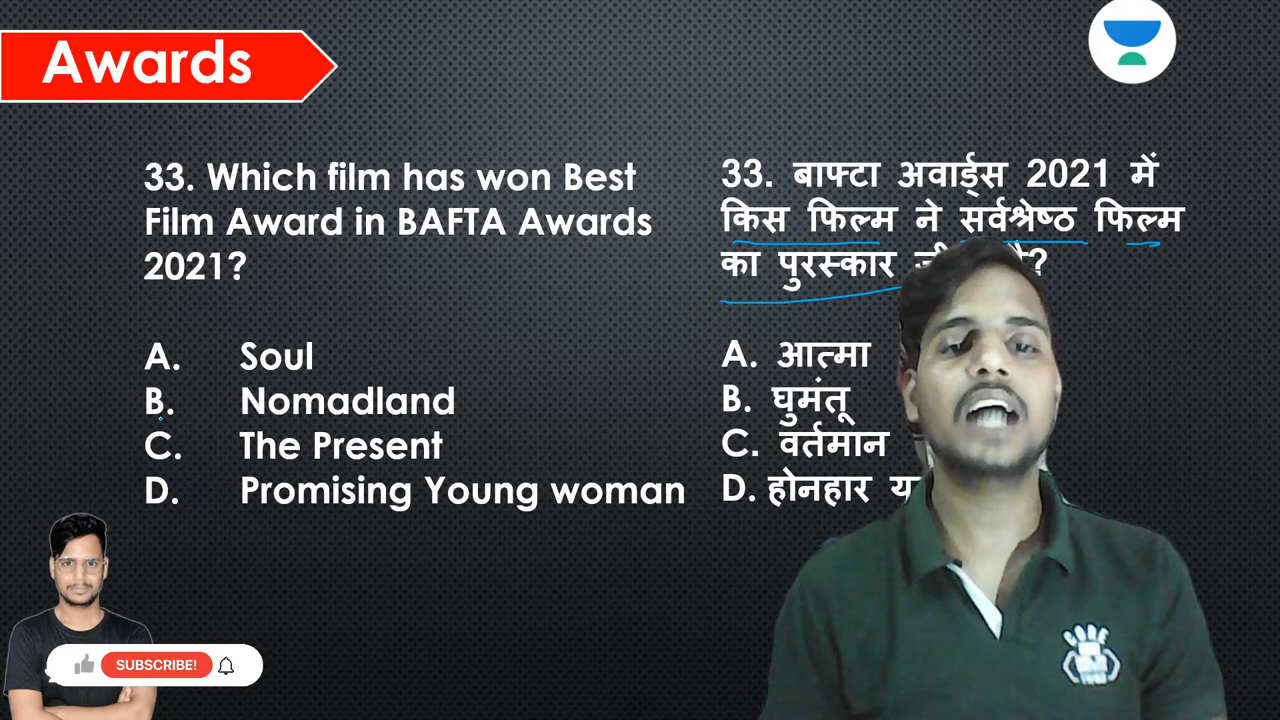 Awards
33. Which film has won Best
Film Award in BAFTA Awards
2021?
A. Soul
B. Nomadland
C. The Present
D. Promising Young woman
33. बाफ्टा अवार्ड्स 2021 में
किस फिल्म ने सर्वश्रेष्ठ फिल्म
का पुरस्कार
A. आत्मा
B. घुमंतू
C. वर्तमान
D. होनहार
SUBSCRIBE!
CORE